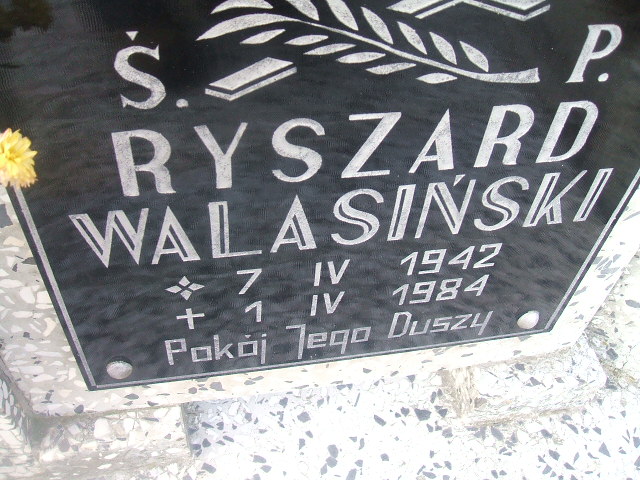 Ś. P.
RYSZARD
WALASIŃSKI
7 IV 1942
+ 1 IV 1984
Pokój Jego Duszy